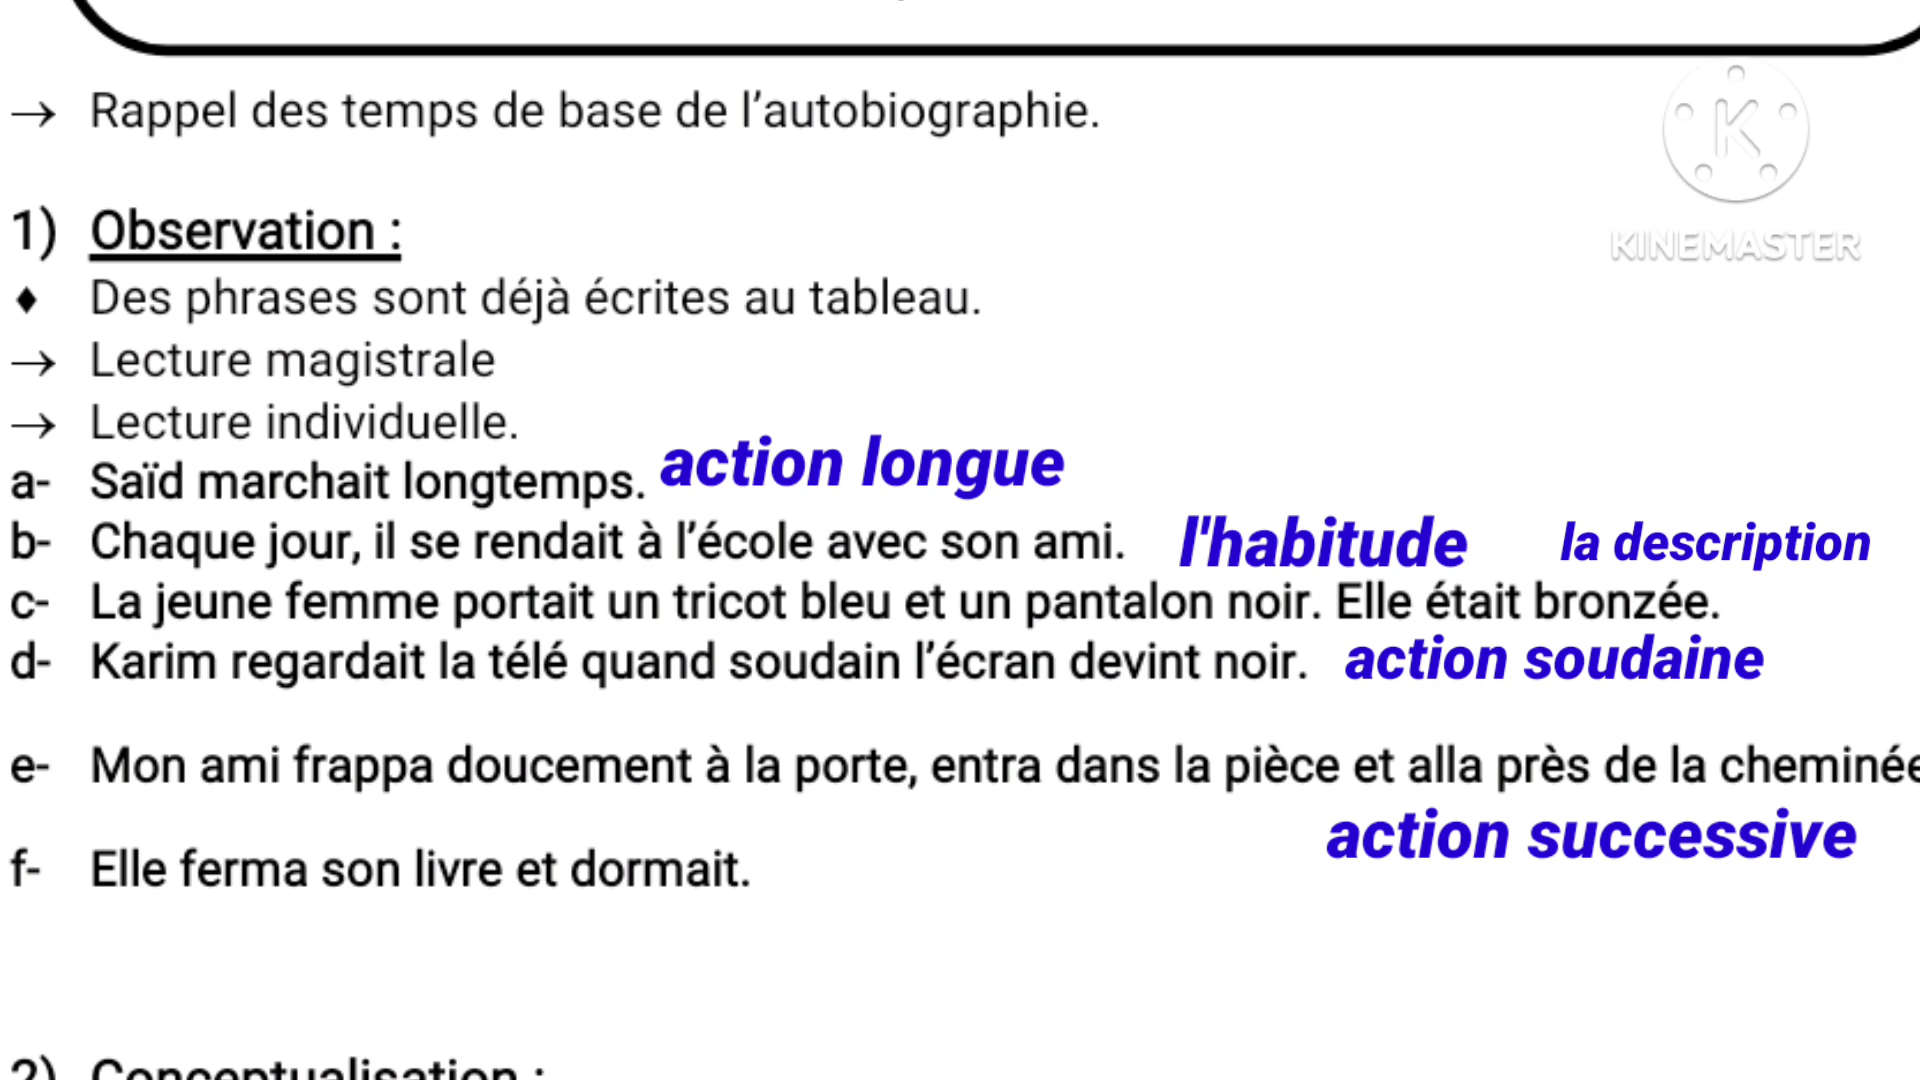 → Rappel des temps de base de l’autobiographie.
KINEMASTER
1) Observation :
♦ Des phrases sont déjà écrites au tableau.
→ Lecture magistrale
→ Lecture individuelle.
a- Saïd marchait longtemps. action longue
b- Chaque jour, il se rendait à l’école avec son ami. l'habitude la description
c- La jeune femme portait un tricot bleu et un pantalon noir. Elle était bronzée.
d- Karim regardait la télé quand soudain l’écran devint noir. action soudaine
e- Mon ami frappa doucement à la porte, entra dans la pièce et alla près de la cheminée
action successive
f- Elle ferma son livre et dormait.
2) Conceptualisation :